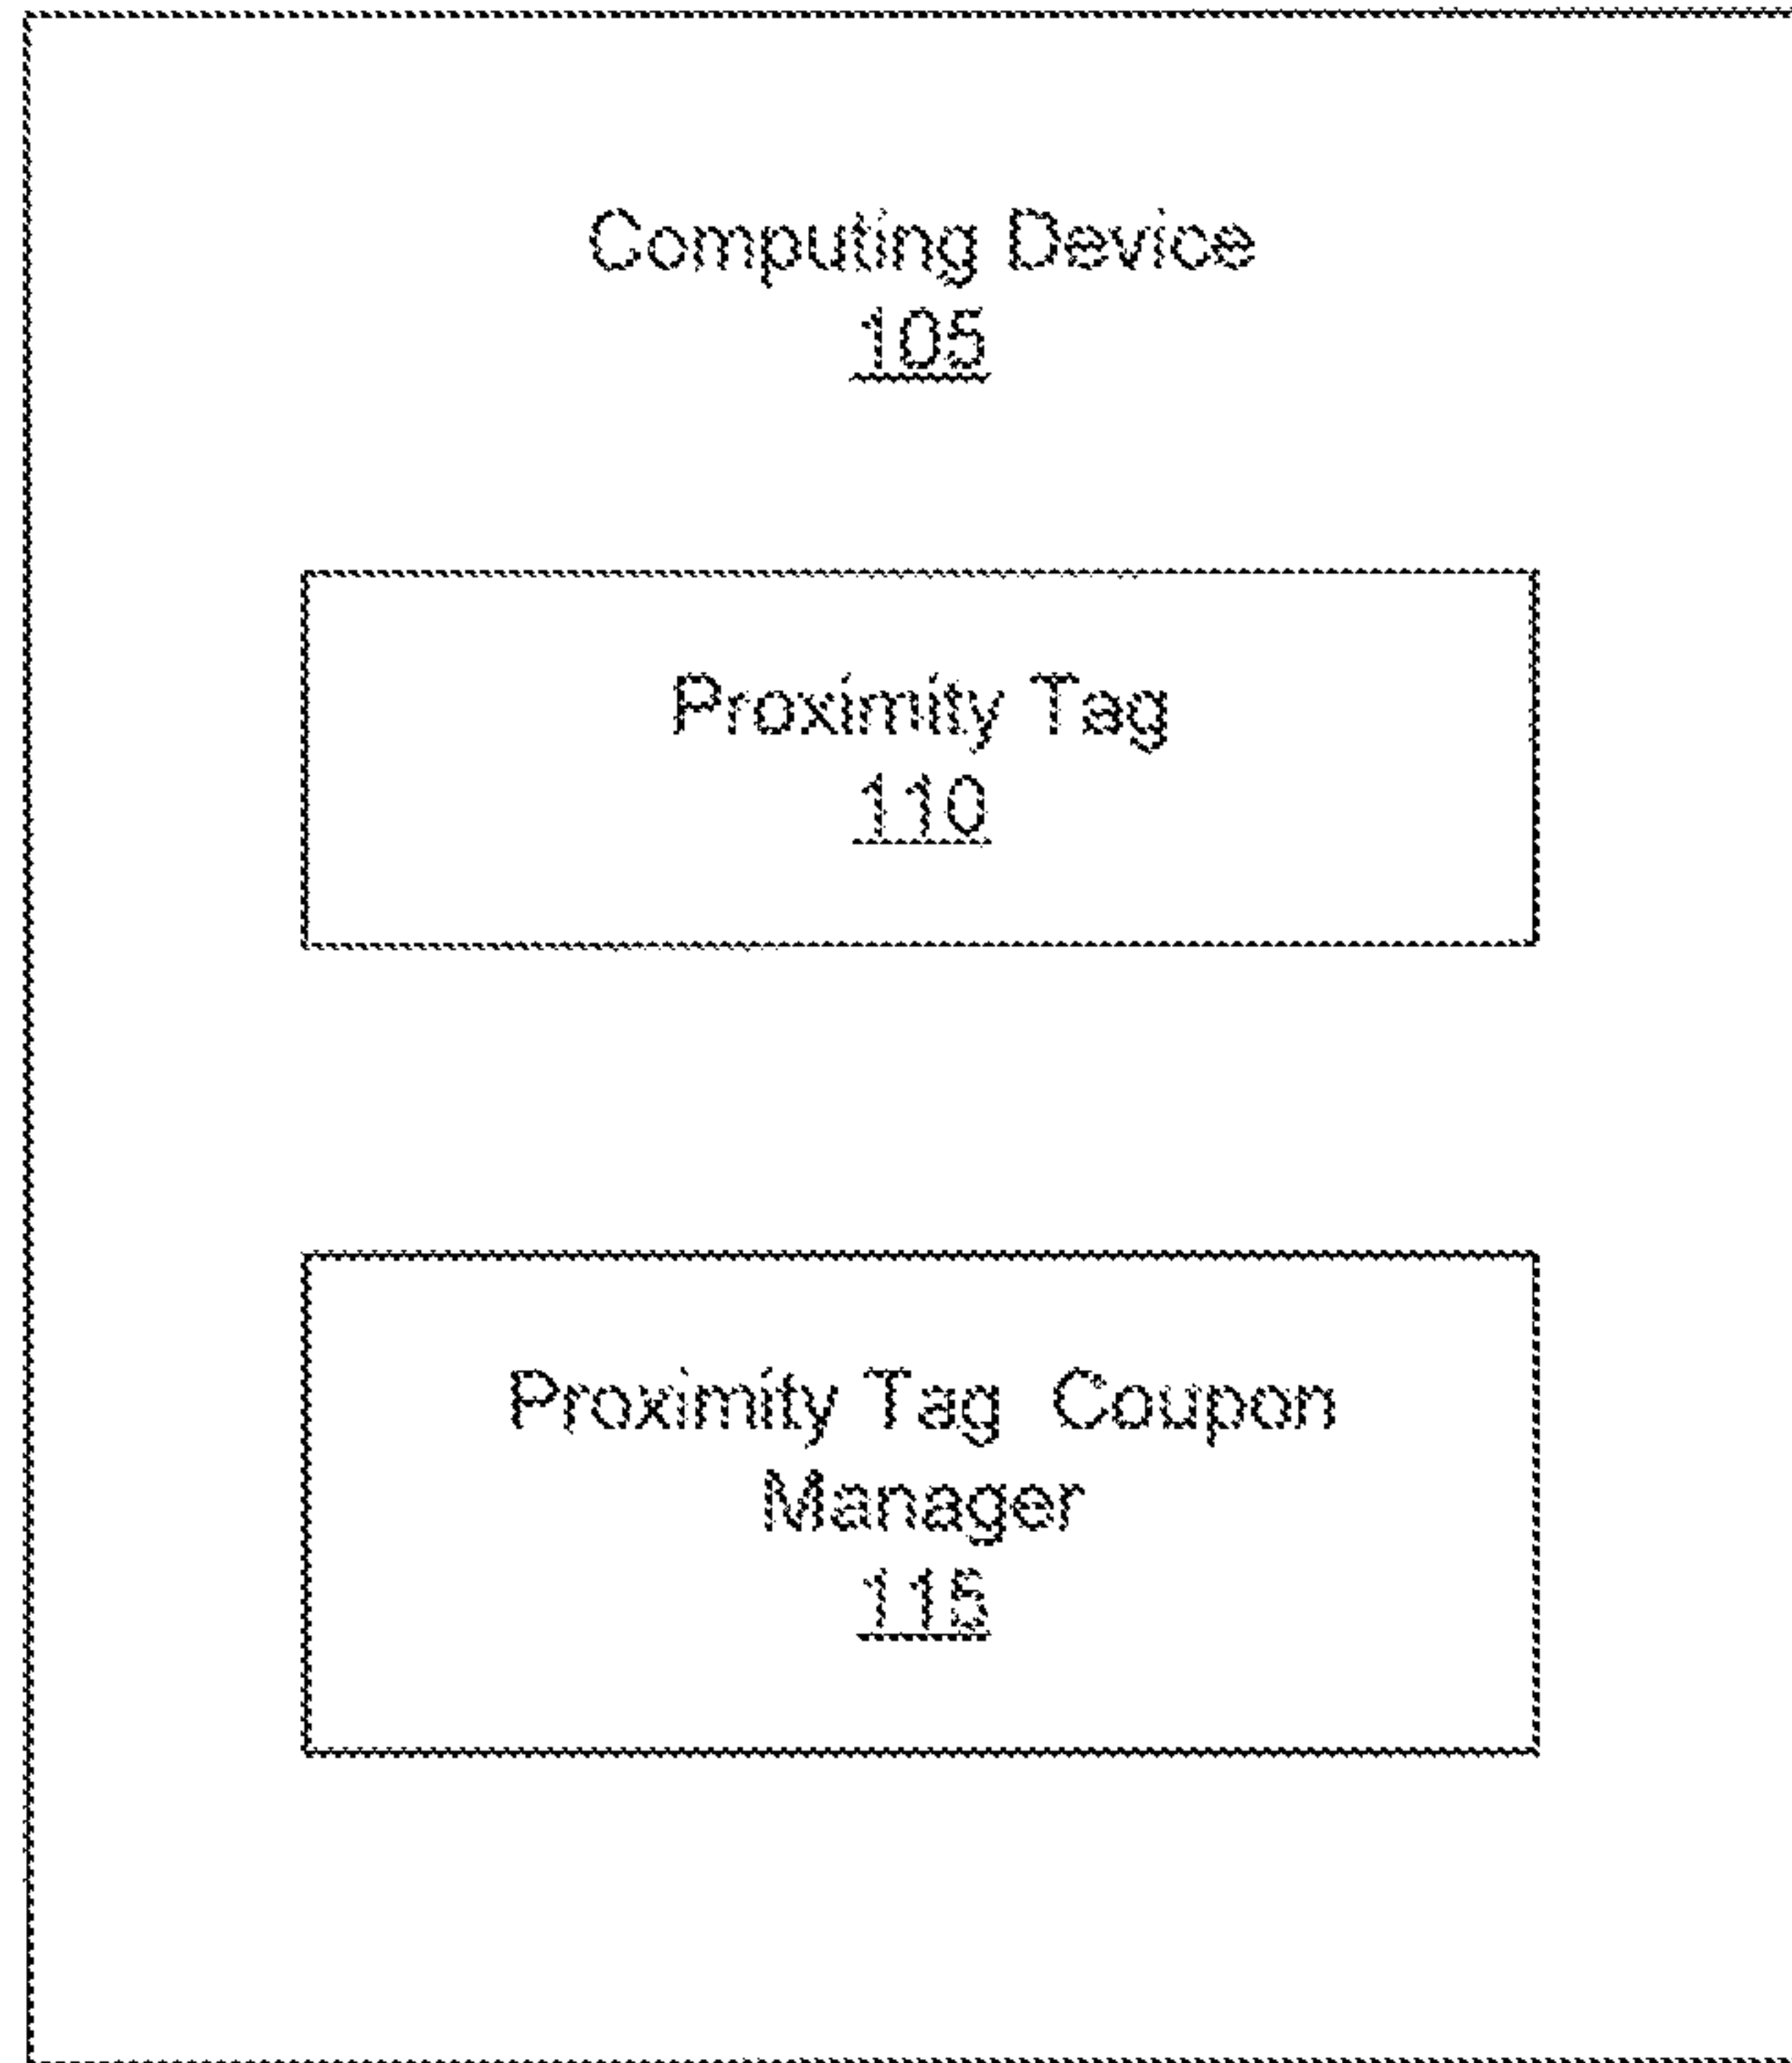 Computing Device
105
Proximity Tag
110
Proximity Tag Coupon
Manager
115